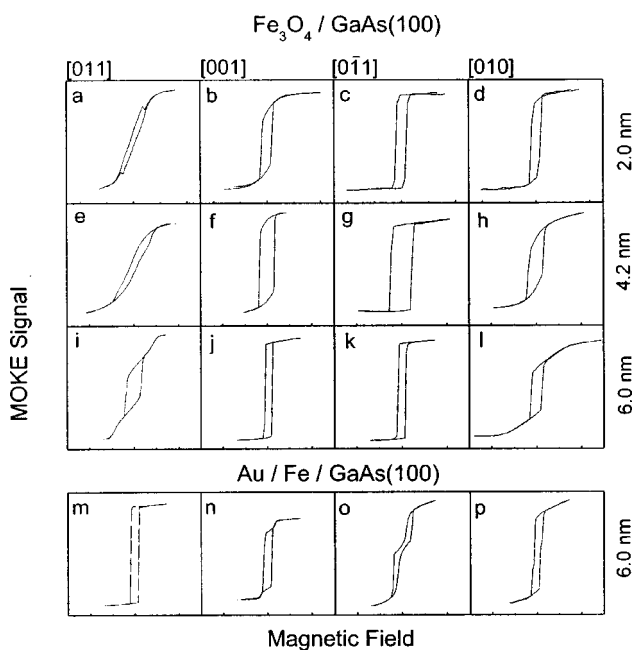 Fe₃O₄ / GaAs(100)
[011] [001] [01̄1] [010]
a b c d
2.0 nm
e f g h
4.2 nm
i j k l
6.0 nm
MOKE Signal
Au / Fe / GaAs(100)
m n o p
6.0 nm
Magnetic Field